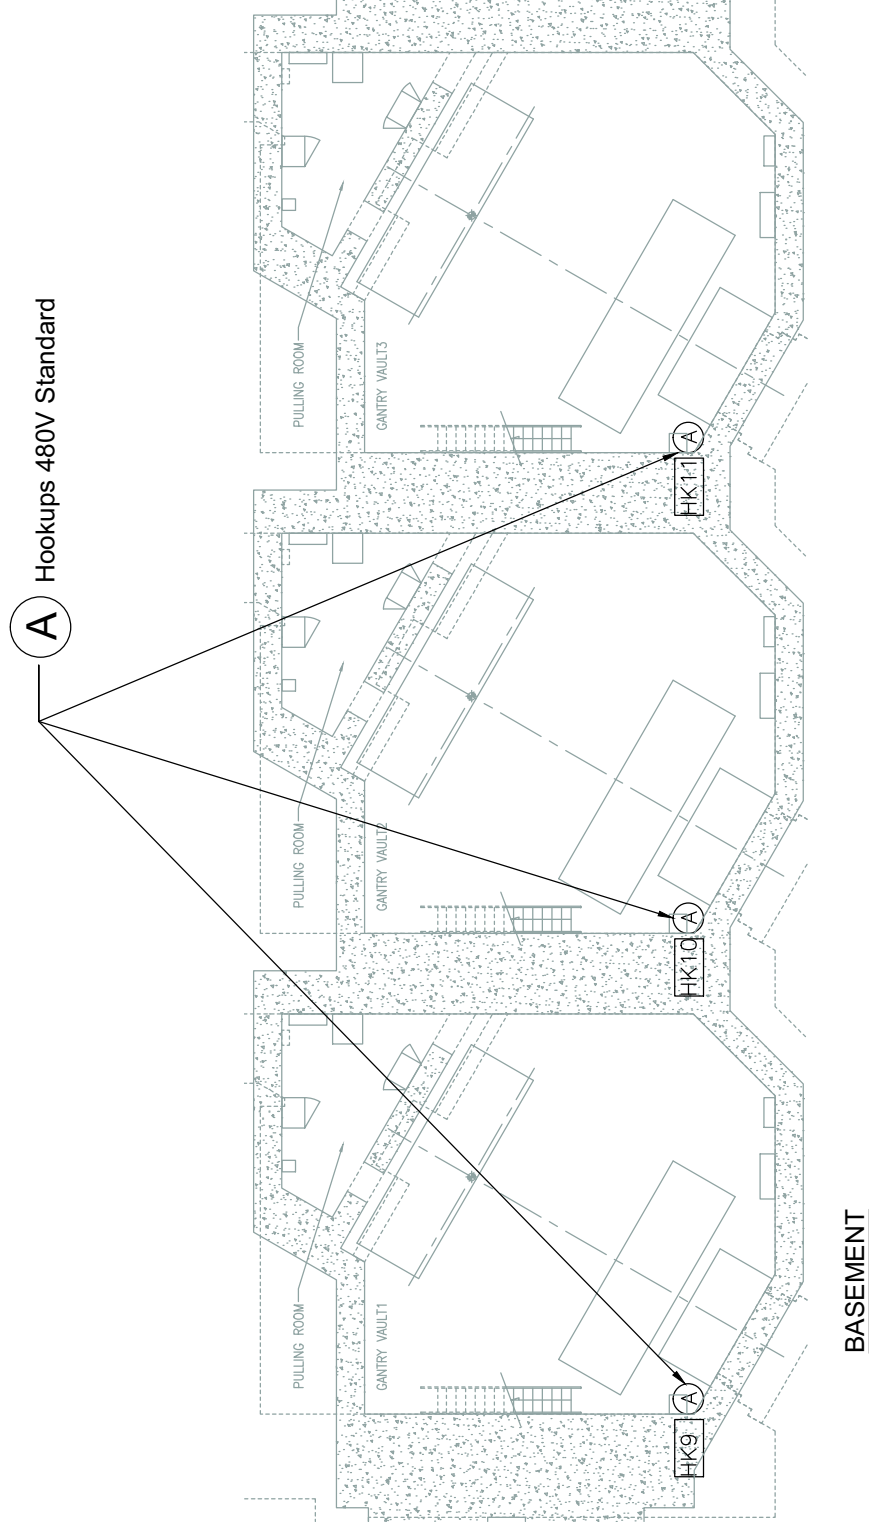 A Hookups 480V Standard
PULLING ROOM
GANTRY VAULT1
A
HK9
PULLING ROOM
GANTRY VAULT2
A
HK10
PULLING ROOM
GANTRY VAULT3
A
HK11
BASEMENT